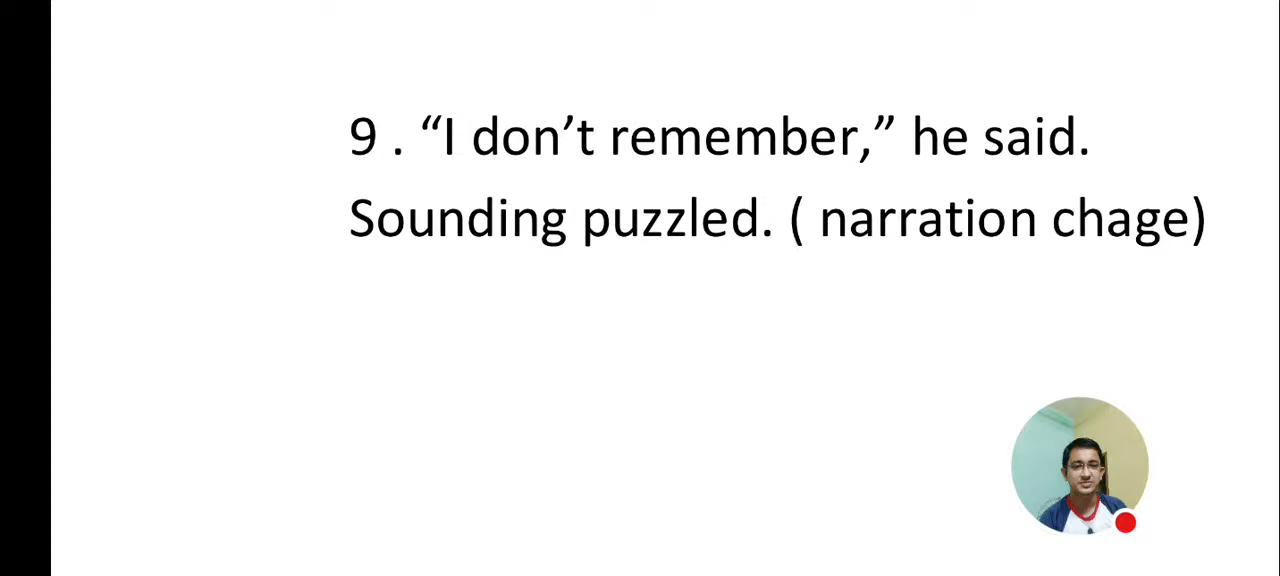 9 . “I don’t remember,” he said.
Sounding puzzled. ( narration chage)